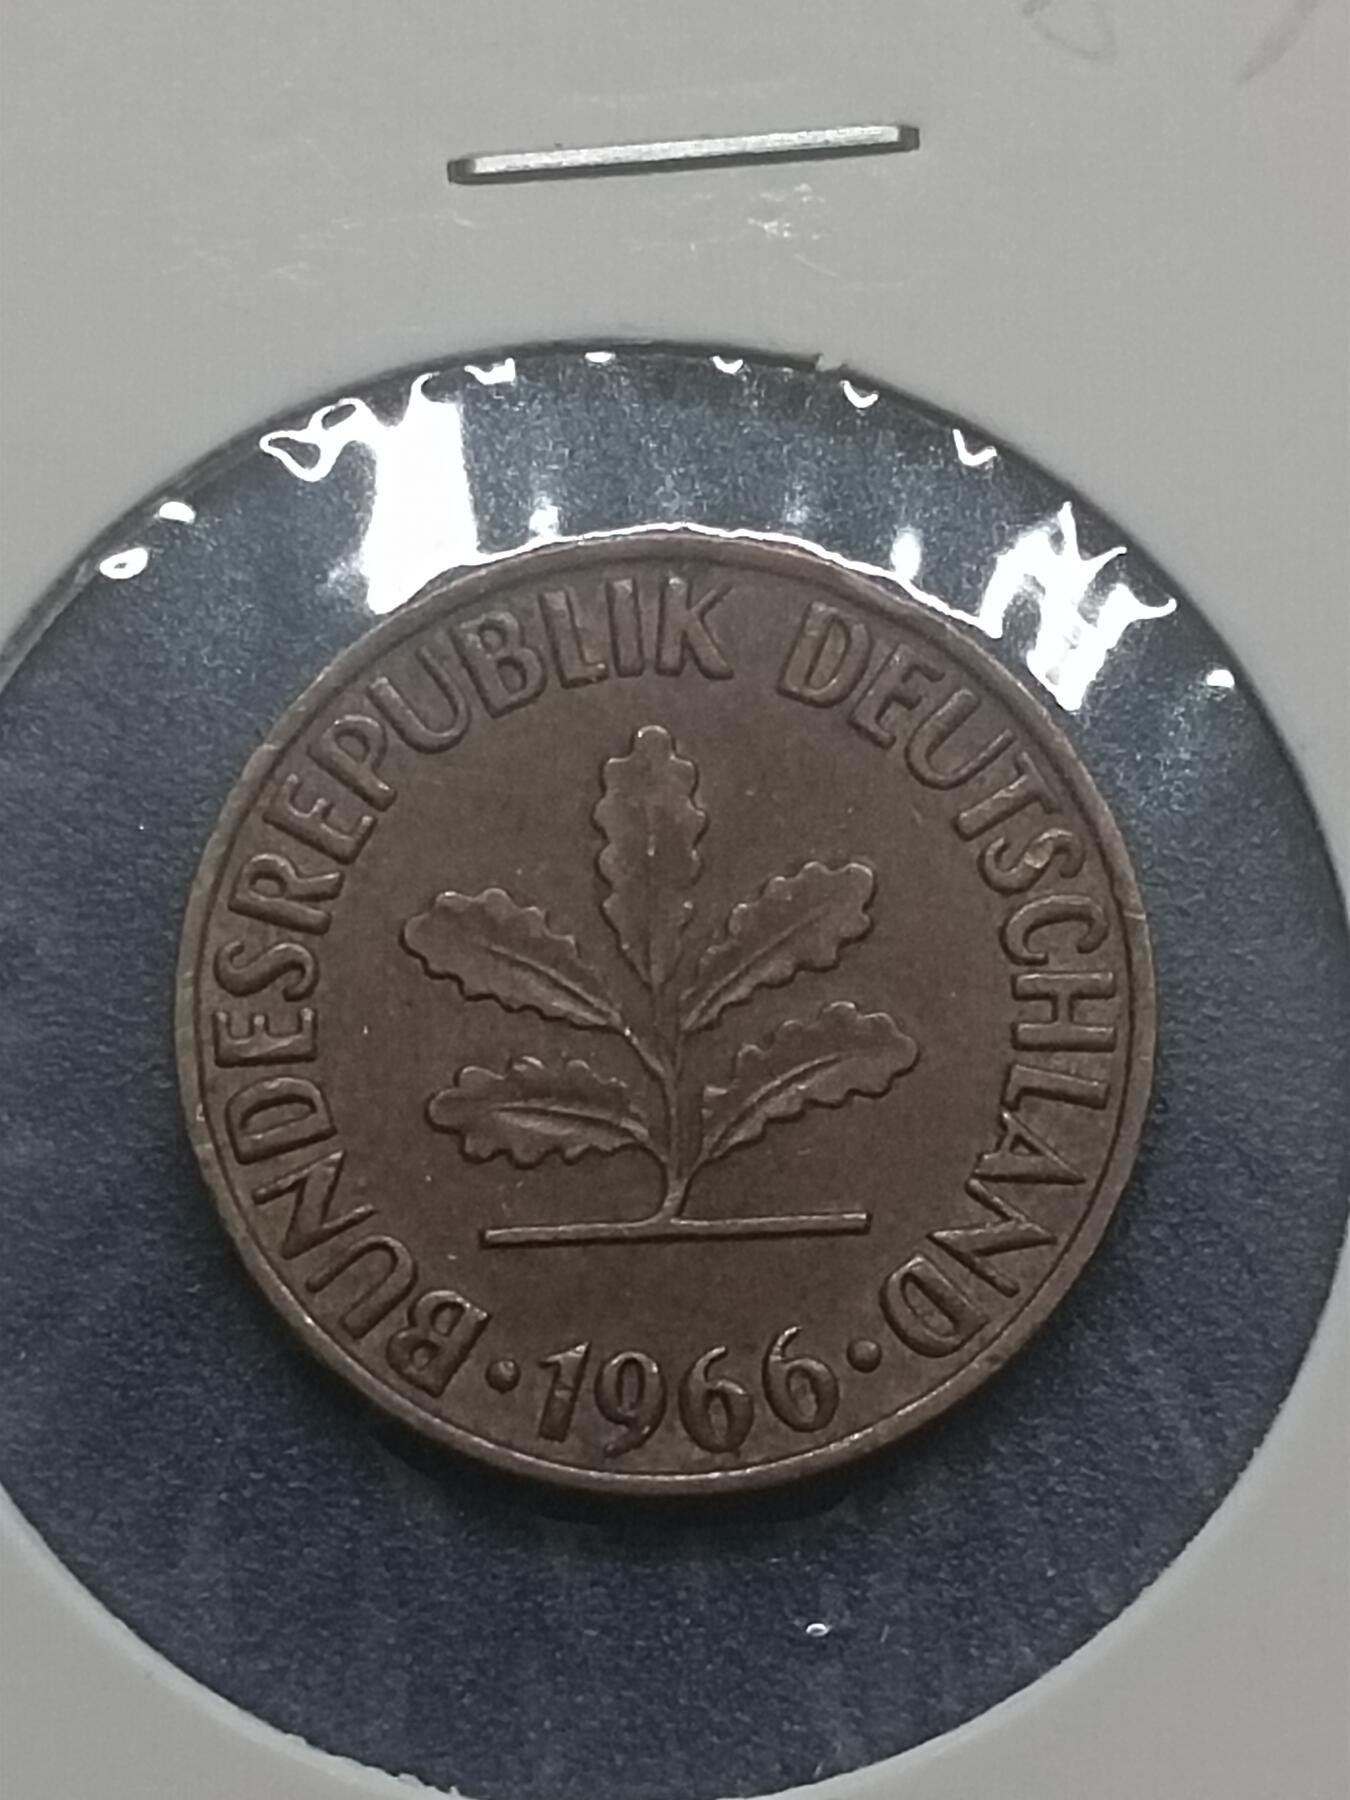 BUNDESREPUBLIK DEUTSCHLAND
·1966·